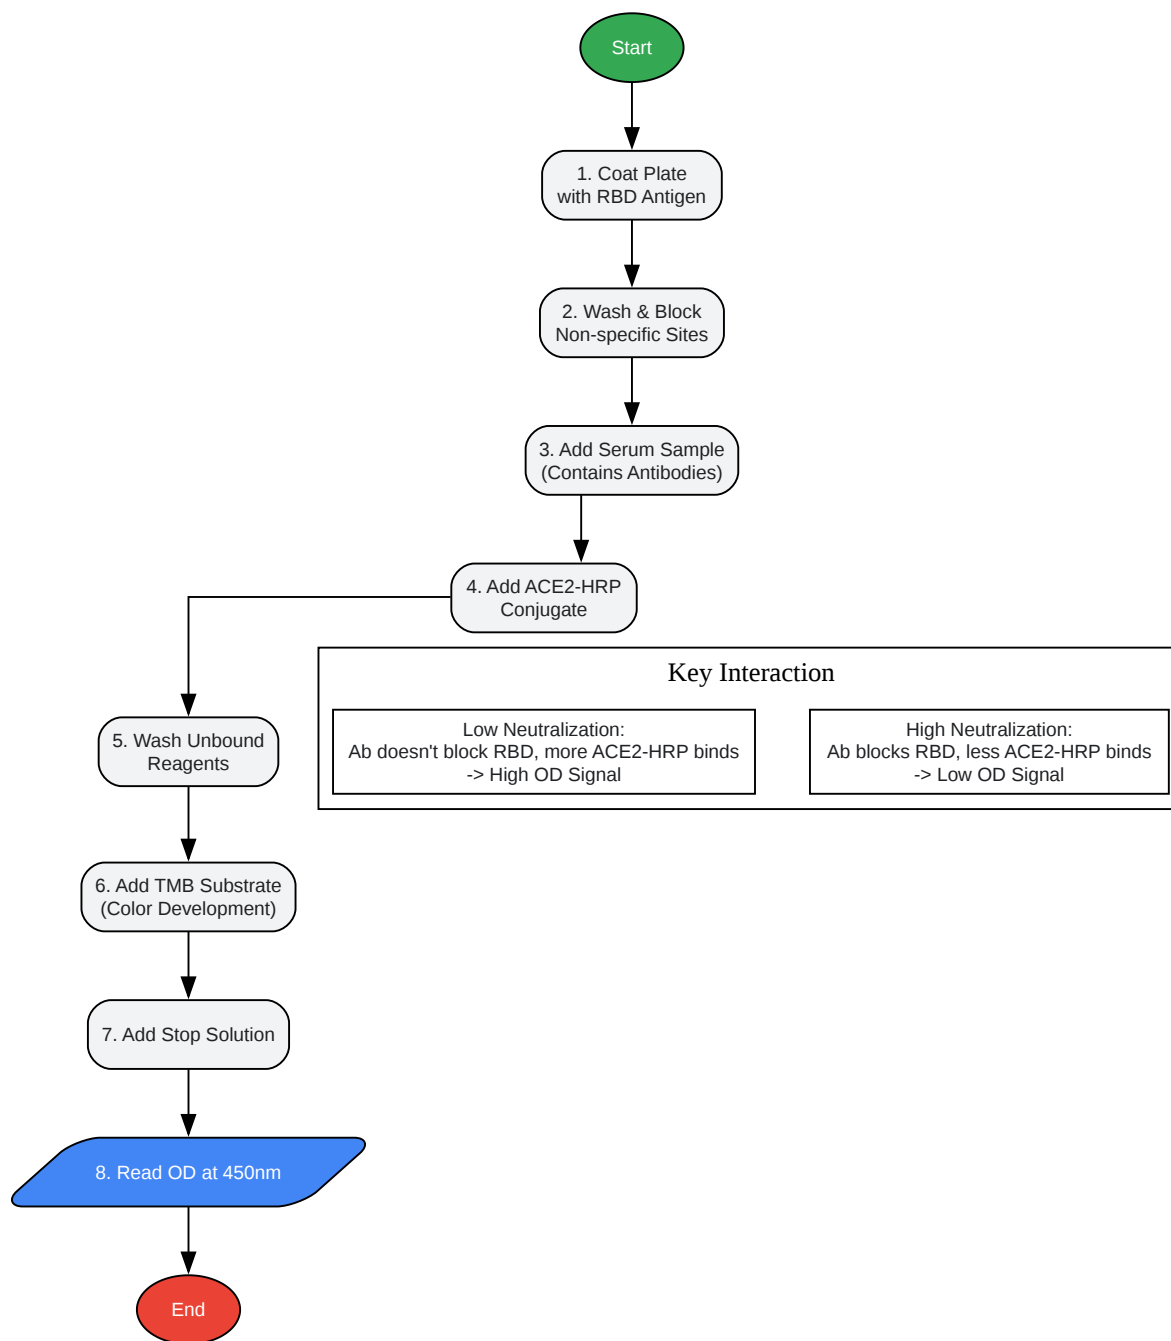 Start
1. Coat Plate
with RBD Antigen
2. Wash & Block
Non-specific Sites
3. Add Serum Sample
(Contains Antibodies)
4. Add ACE2-HRP
Conjugate
Key Interaction
Low Neutralization:
Ab doesn't block RBD, more ACE2-HRP binds
-> High OD Signal
High Neutralization:
Ab blocks RBD, less ACE2-HRP binds
-> Low OD Signal
5. Wash Unbound
Reagents
6. Add TMB Substrate
(Color Development)
7. Add Stop Solution
8. Read OD at 450nm
End